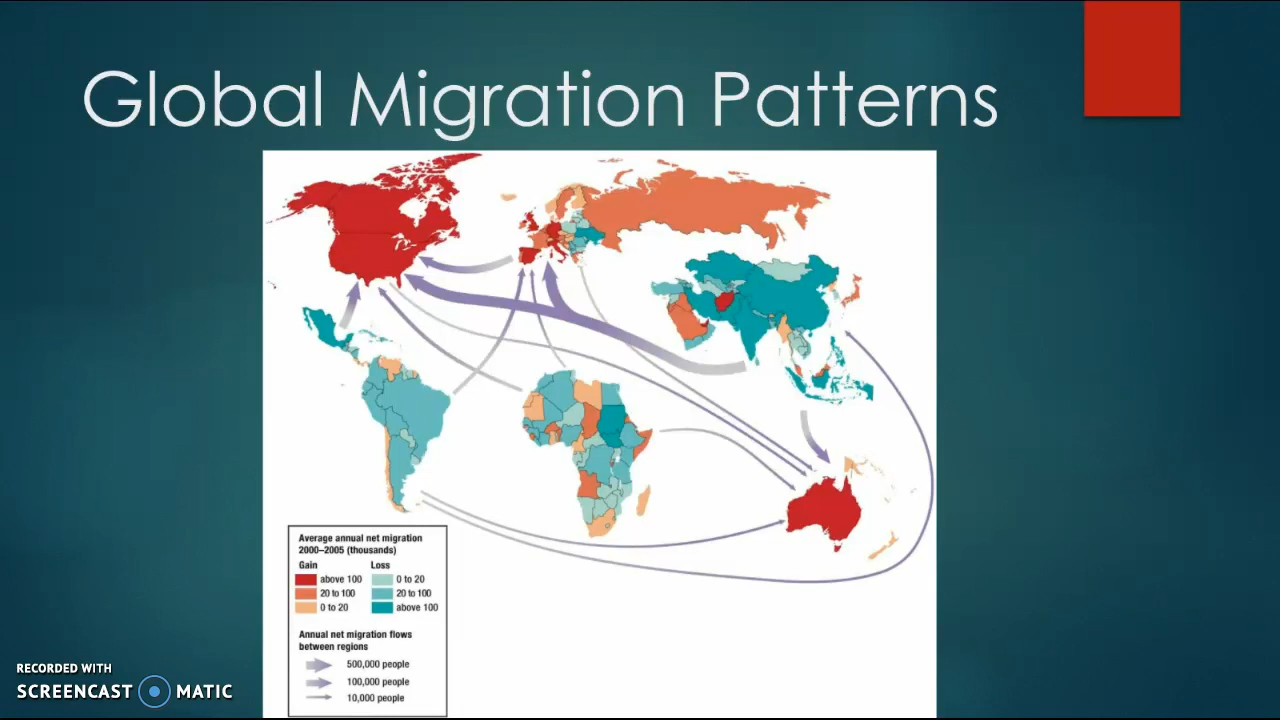 Global Migration Patterns
Average annual net migration
2000–2005 (thousands)
Gain Loss
above 100 0 to 20
20 to 100 20 to 100
0 to 20 above 100
Annual net migration flows
between regions
500,000 people
100,000 people
10,000 people
RECORDED WITH
SCREENCAST MATIC